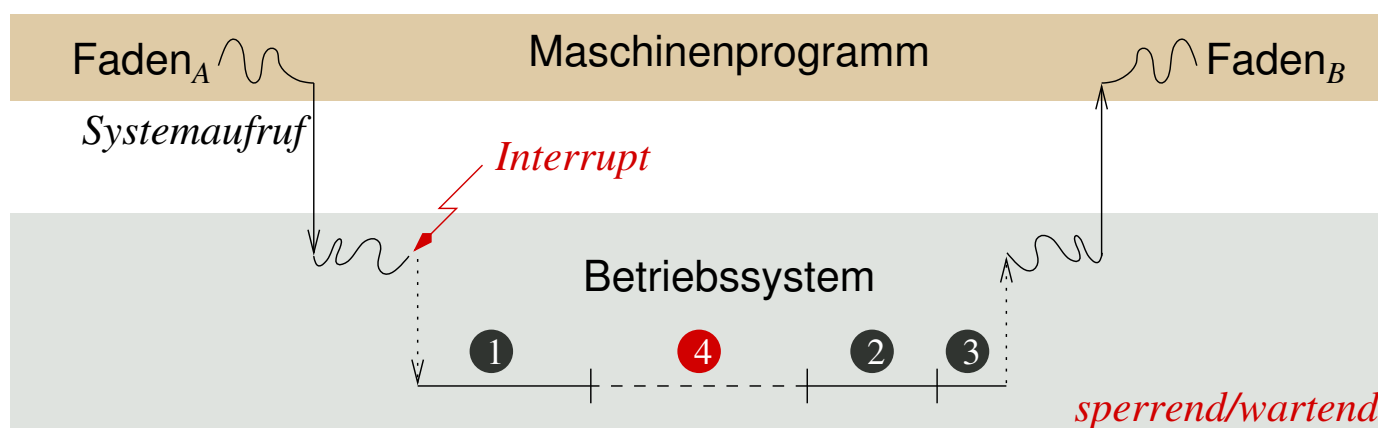 Faden_A Maschinenprogramm Faden_B
Systemaufruf
Interrupt
Betriebssystem
1 4 2 3
sperrend/wartend